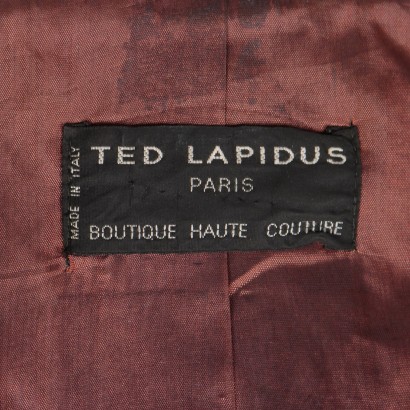 MADE IN ITALY
TED LAPIDUS
PARIS
BOUTIQUE HAUTE COUTURE